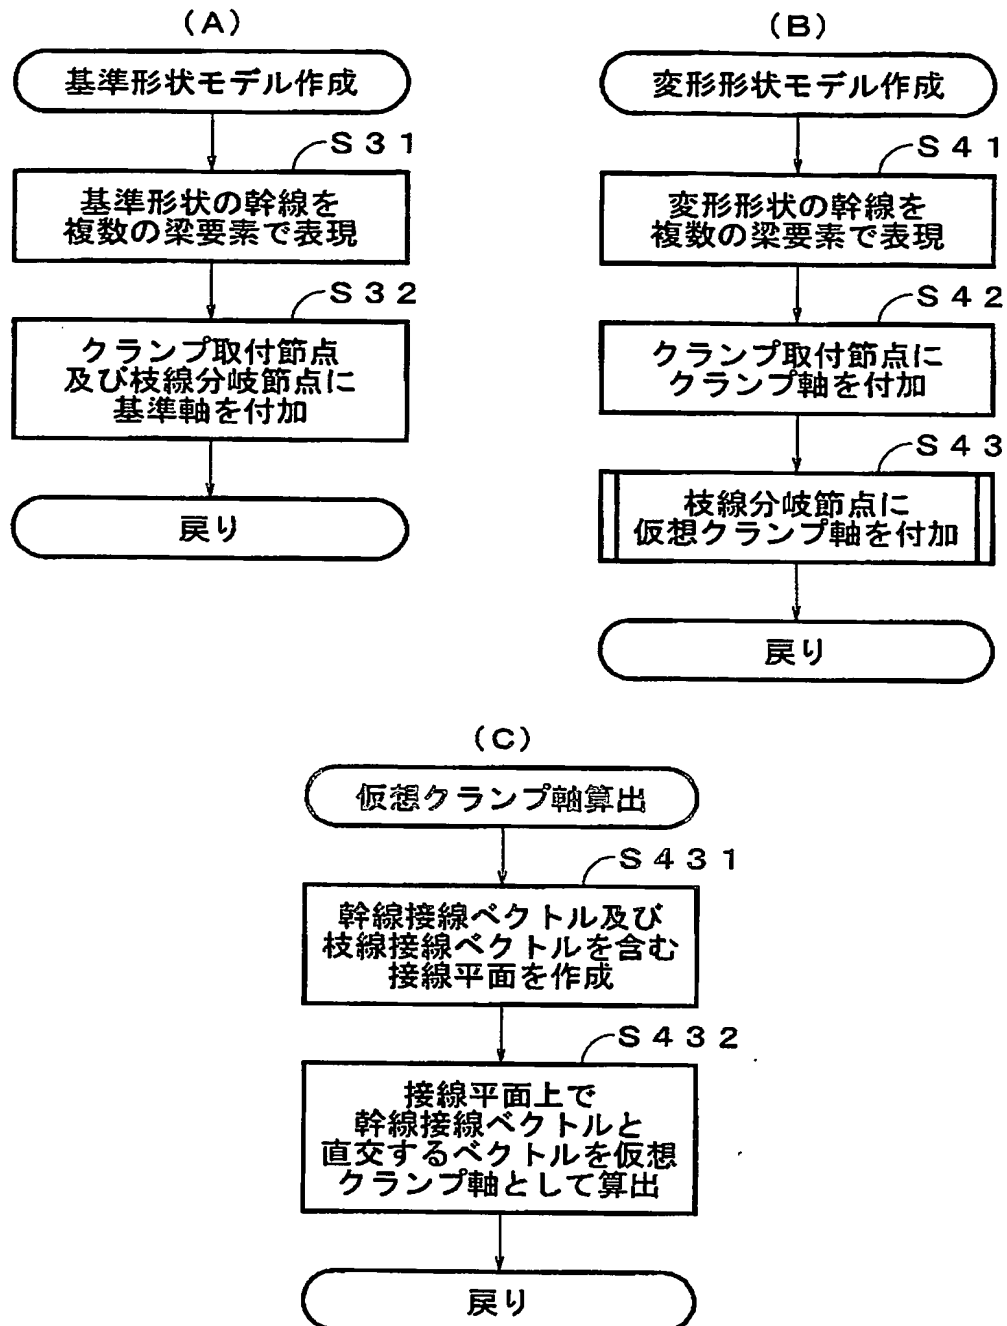 （A）
基準形状モデル作成
S31
基準形状の幹線を
複数の梁要素で表現
S32
クランプ取付節点
及び枝線分岐節点に
基準軸を付加
戻り
（B）
変形形状モデル作成
S41
変形形状の幹線を
複数の梁要素で表現
S42
クランプ取付節点に
クランプ軸を付加
S43
枝線分岐節点に
仮想クランプ軸を付加
戻り
（C）
仮想クランプ軸算出
S431
幹線接線ベクトル及び
枝線接線ベクトルを含む
接線平面を作成
S432
接線平面上で
幹線接線ベクトルと
直交するベクトルを仮想
クランプ軸として算出
戻り